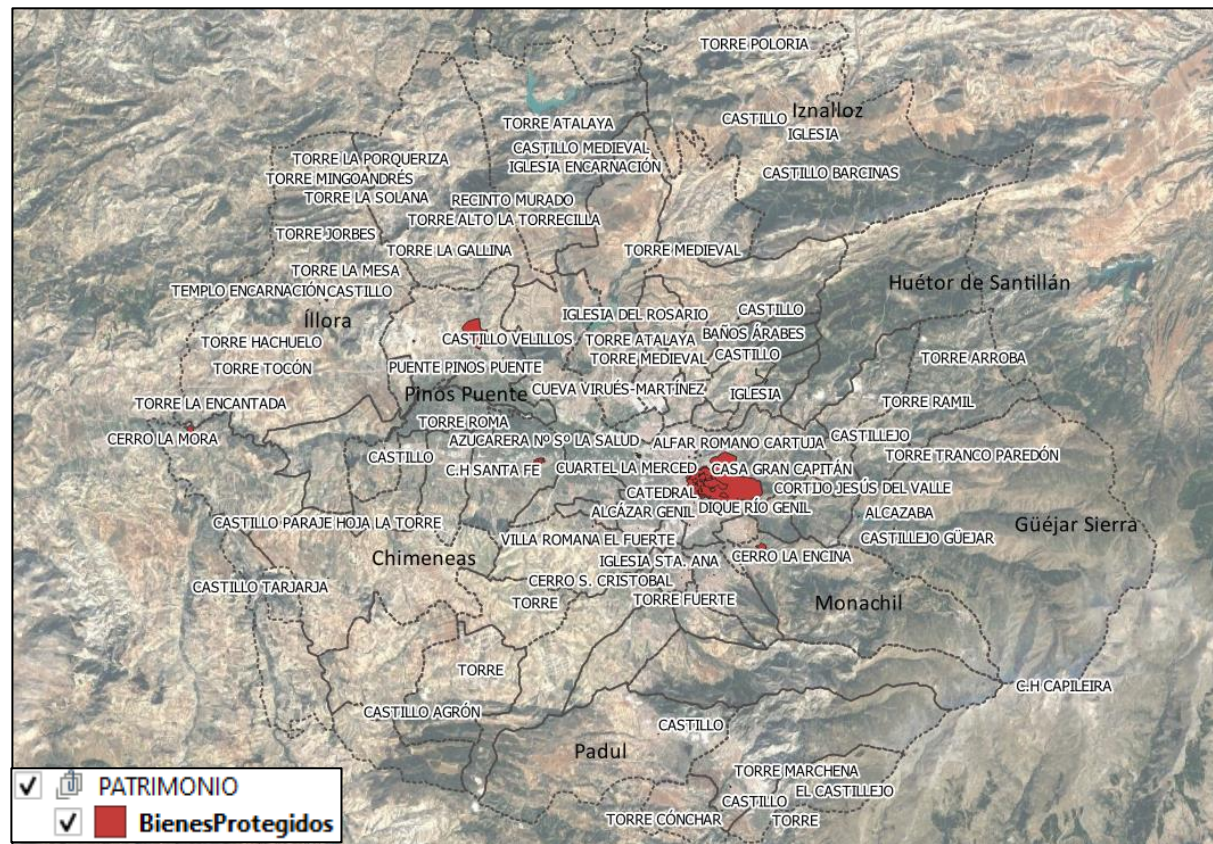 TORRE POLORIA
Iznalloz
CASTILLO
IGLESIA
TORRE ATALAYA
CASTILLO MEDIEVAL
IGLESIA ENCARNACIÓN
CASTILLO BARCINAS
TORRE LA PORQUERIZA
TORRE MINGOANDRÉS
TORRE LA SOLANA
RECINTO MURADO
TORRE ALTO LA TORRECILLA
TORRE JORBES
TORRE LA GALLINA
TORRE MEDIEVAL
TORRE LA MESA
TEMPLO ENCARNACIÓN
CASTILLO
Huétor de Santillán
Íllora
IGLESIA DEL ROSARIO
CASTILLO
TORRE HACHUELO
CASTILLO VELILLOS
TORRE ATALAYA
BAÑOS ÁRABES
TORRE MEDIEVAL
CASTILLO
TORRE ARROBA
TORRE TOCÓN
PUENTE PINOS PUENTE
Pinos Puente
CUEVA VIRUÉS-MARTÍNEZ
IGLESIA
TORRE LA ENCANTADA
TORRE RAMIL
TORRE ROMA
CERRO LA MORA
AZUCARERA Nº Sº LA SALUD
ALFAR ROMANO CARTUJA
CASTILLEJO
CASTILLO
TORRE TRANCO PAREDÓN
C.H SANTA FE
CUARTEL LA MERCED
CASA GRAN CAPITÁN
CATEDRAL
CORTIJO JESÚS DEL VALLE
ALCÁZAR GENIL
DIQUE RÍO GENIL
ALCAZABA
CASTILLO PARAJE HOJA LA TORRE
Güéjar Sierra
VILLA ROMANA EL FUERTE
CASTILLEJO GÜEJAR
Chimeneas
IGLESIA STA. ANA
CERRO LA ENCINA
CASTILLO TARJARJA
CERRO S. CRISTOBAL
TORRE
TORRE FUERTE
Monachil
TORRE
C.H CAPILEIRA
CASTILLO AGRÓN
CASTILLO
Padul
TORRE MARCHENA
EL CASTILLEJO
CASTILLO
TORRE CÓNCHAR
TORRE
PATRIMONIO
BienesProtegidos